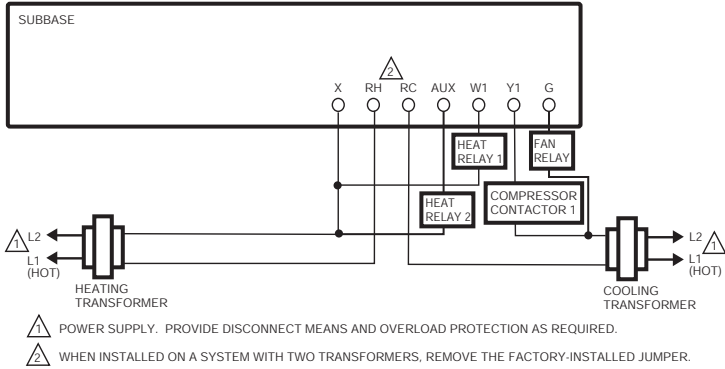 SUBBASE
2
X RH RC AUX W1 Y1 G
HEAT
RELAY 1
FAN
RELAY
HEAT
RELAY 2
COMPRESSOR
CONTACTOR 1
1
L2
L1
(HOT)
HEATING
TRANSFORMER
L2
1
L1
(HOT)
COOLING
TRANSFORMER
1 POWER SUPPLY. PROVIDE DISCONNECT MEANS AND OVERLOAD PROTECTION AS REQUIRED.
2 WHEN INSTALLED ON A SYSTEM WITH TWO TRANSFORMERS, REMOVE THE FACTORY-INSTALLED JUMPER.